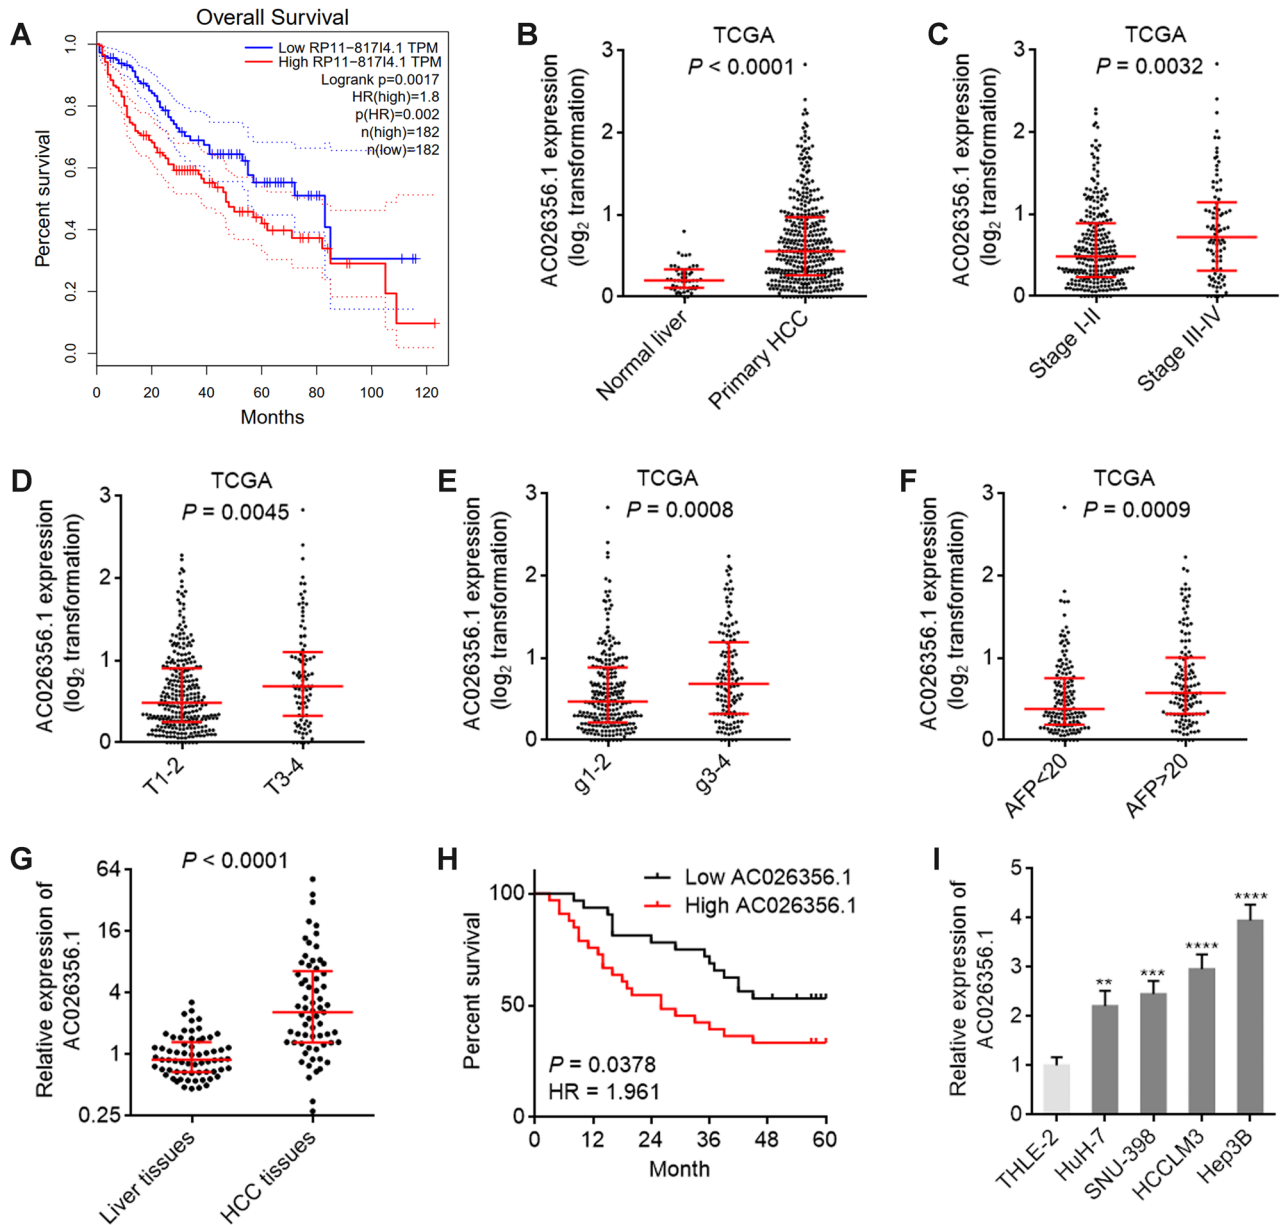 A
Overall Survival
Low RP11−817I4.1 TPM
High RP11−817I4.1 TPM
Logrank p=0.0017
HR(high)=1.8
p(HR)=0.002
n(high)=182
n(low)=182
Percent survival
1.0
0.8
0.6
0.4
0.2
0.0
0 20 40 60 80 100 120
Months
B
TCGA
P < 0.0001
AC026356.1 expression
(log2 transformation)
3
2
1
0
Normal liver
Primary HCC
C
TCGA
P = 0.0032
AC026356.1 expression
(log2 transformation)
3
2
1
0
Stage I-II
Stage III-IV
D
TCGA
P = 0.0045
AC026356.1 expression
(log2 transformation)
3
2
1
0
T1-2
T3-4
E
TCGA
P = 0.0008
AC026356.1 expression
(log2 transformation)
3
2
1
0
g1-2
g3-4
F
TCGA
P = 0.0009
AC026356.1 expression
(log2 transformation)
3
2
1
0
AFP<20
AFP>20
G
P < 0.0001
Relative expression of
AC026356.1
64
16
4
1
0.25
Liver tissues
HCC tissues
H
Low AC026356.1
High AC026356.1
Percent survival
100
50
0
P = 0.0378
HR = 1.961
0 12 24 36 48 60
Month
I
Relative expression of
AC026356.1
5
4
3
2
1
0
**
***
****
****
THLE-2
HuH-7
SNU-398
HCCLM3
Hep3B